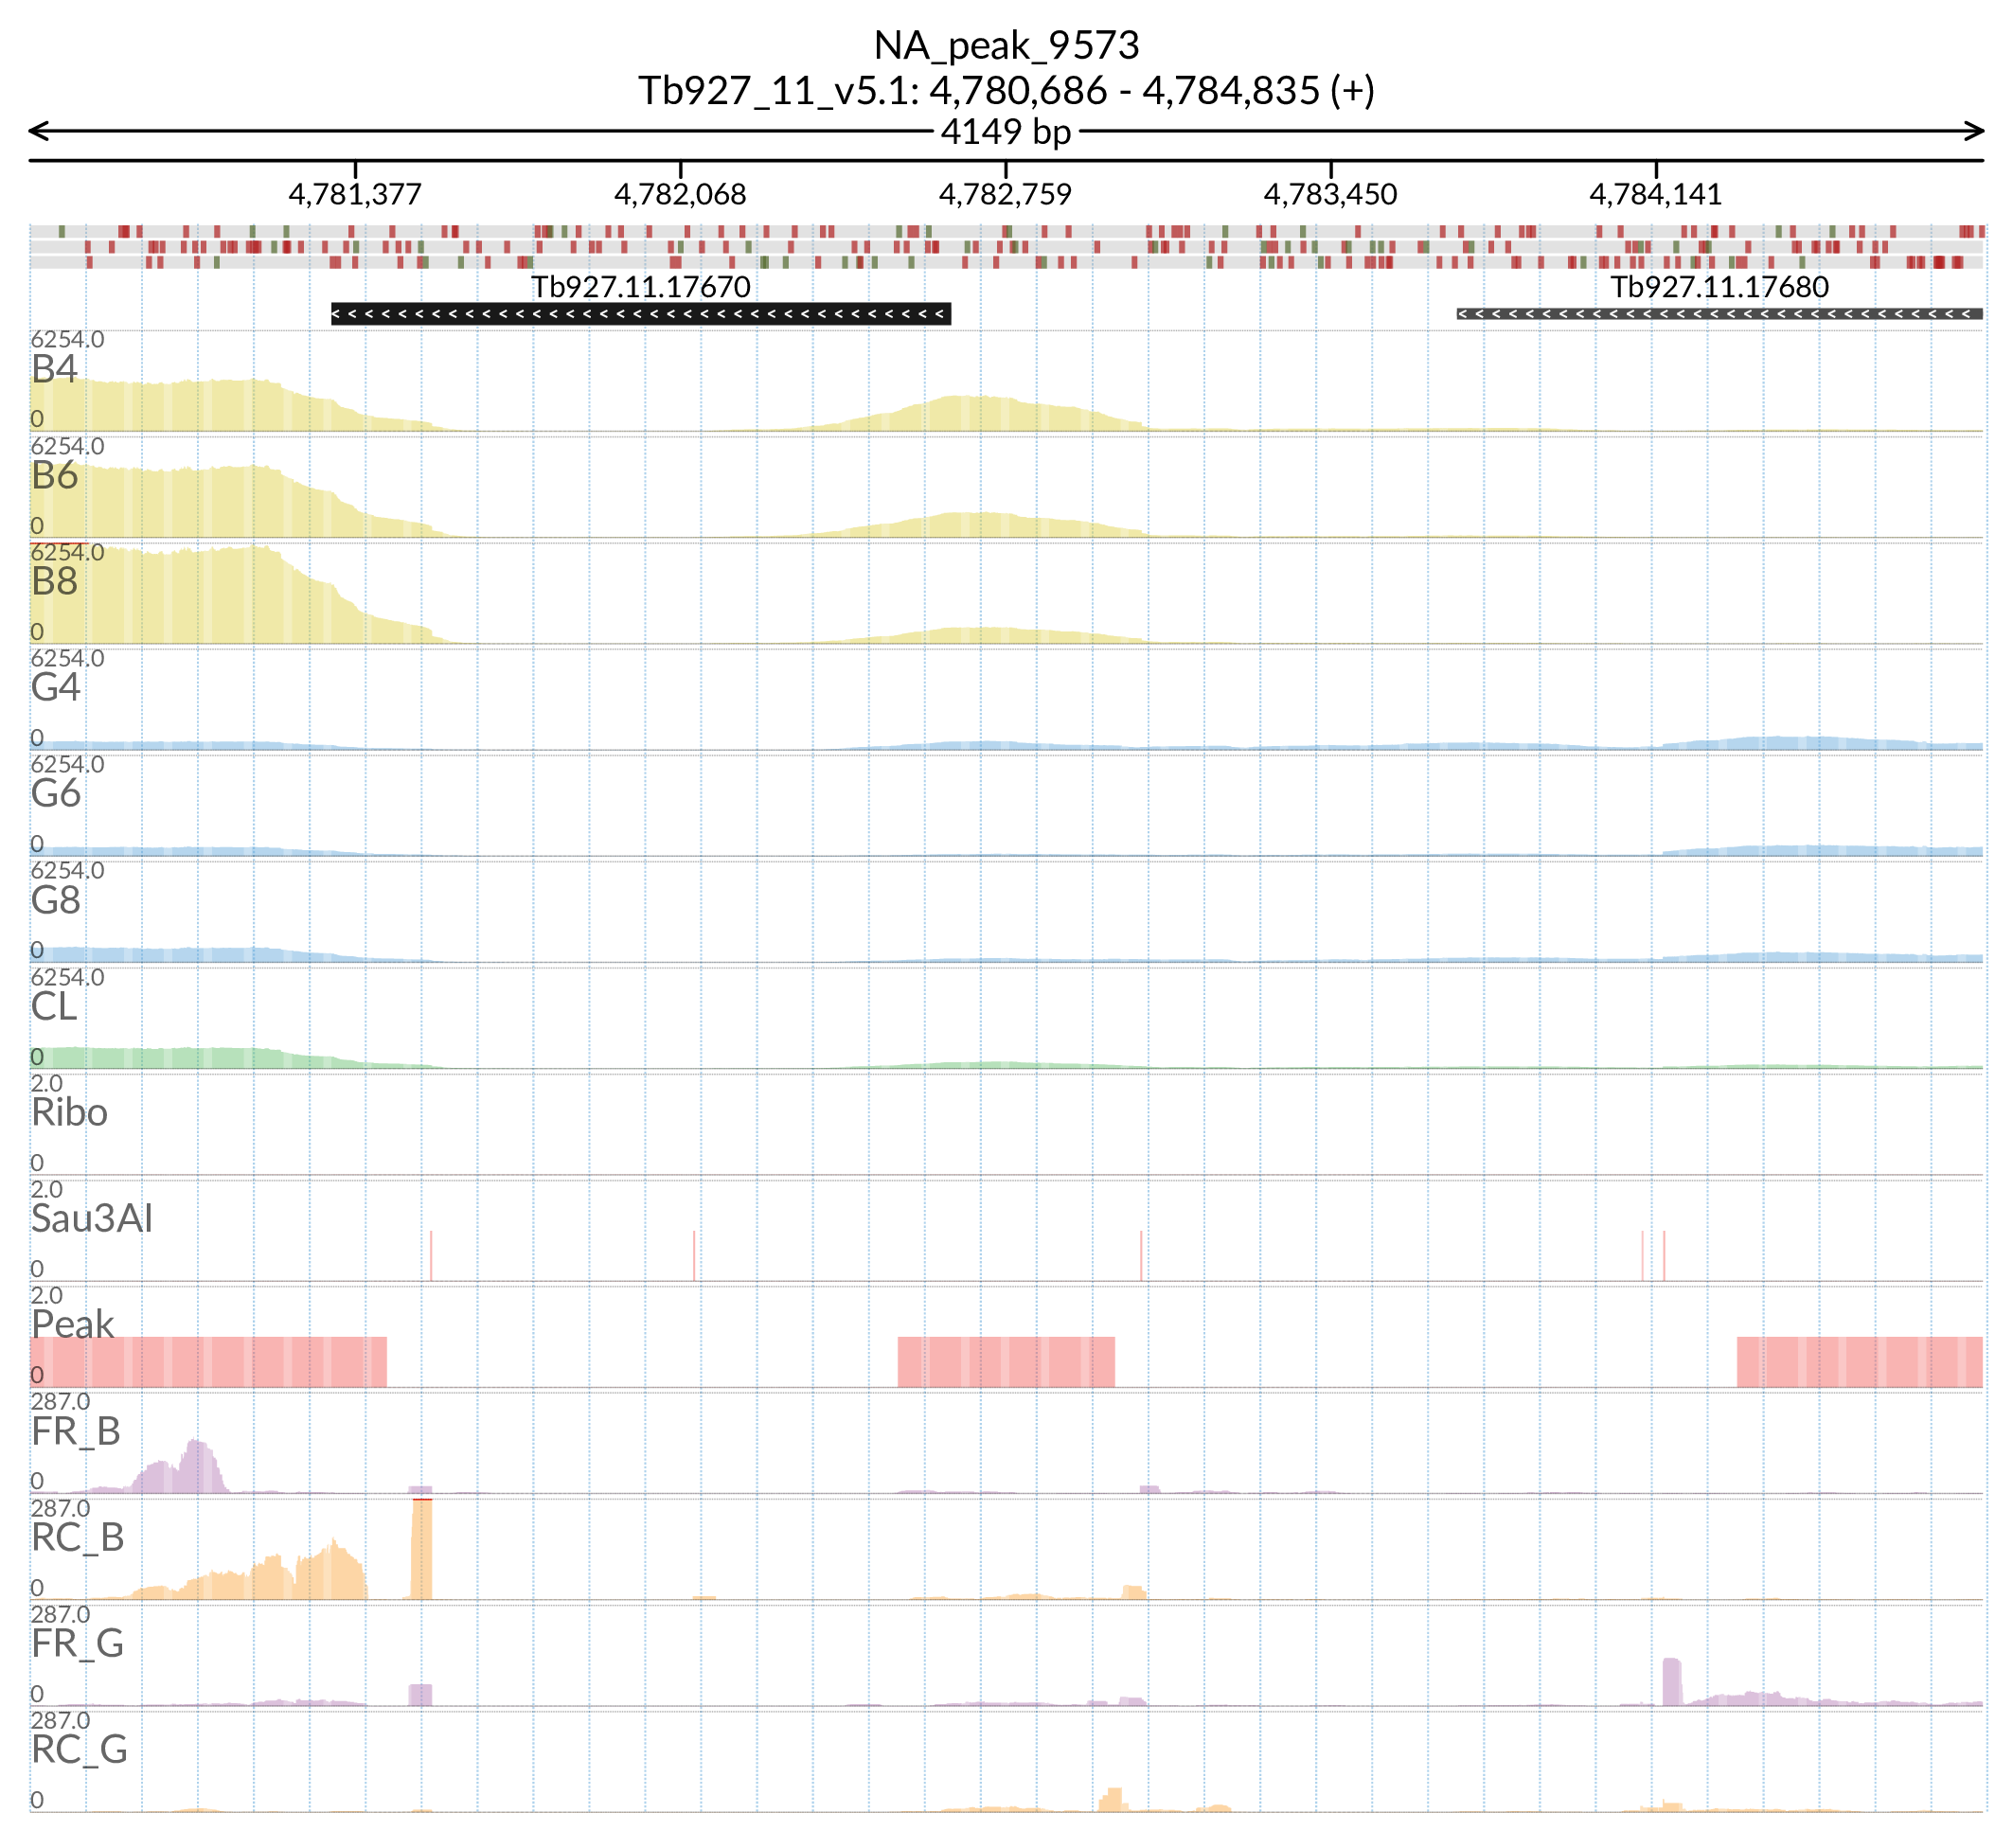 NA_peak_9573
Tb927_11_v5.1: 4,780,686 - 4,784,835 (+)
4149 bp
4,781,377 4,782,068 4,782,759 4,783,450 4,784,141
Tb927.11.17670 Tb927.11.17680
6254.0
B4
0
6254.0
B6
0
6254.0
B8
0
6254.0
G4
0
6254.0
G6
0
6254.0
G8
0
6254.0
CL
0
2.0
Ribo
0
2.0
Sau3AI
0
2.0
Peak
0
287.0
FR_B
0
287.0
RC_B
0
287.0
FR_G
0
287.0
RC_G
0